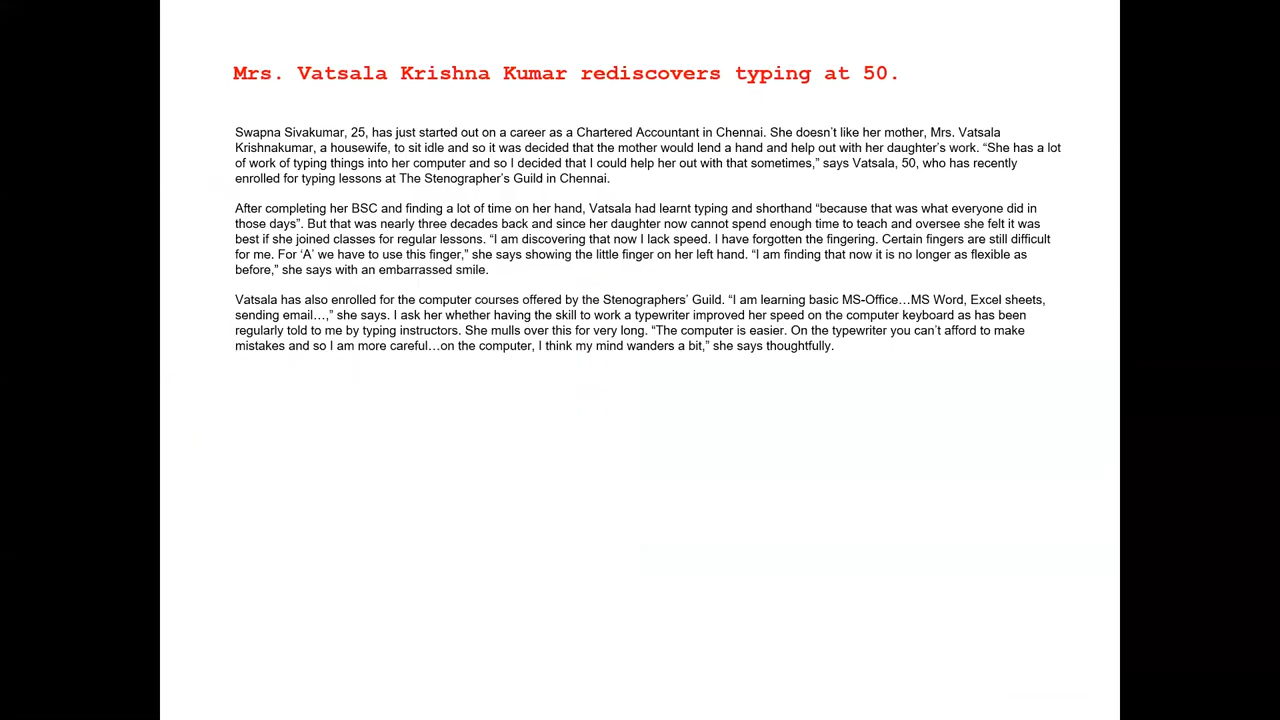 Mrs. Vatsala Krishna Kumar rediscovers typing at 50.
Swapna Sivakumar, 25, has just started out on a career as a Chartered Accountant in Chennai. She doesn’t like her mother, Mrs. Vatsala
Krishnakumar, a housewife, to sit idle and so it was decided that the mother would lend a hand and help out with her daughter’s work. “She has a lot
of work of typing things into her computer and so I decided that I could help her out with that sometimes,” says Vatsala, 50, who has recently
enrolled for typing lessons at The Stenographer’s Guild in Chennai.
After completing her BSC and finding a lot of time on her hand, Vatsala had learnt typing and shorthand “because that was what everyone did in
those days”. But that was nearly three decades back and since her daughter now cannot spend enough time to teach and oversee she felt it was
best if she joined classes for regular lessons. “I am discovering that now I lack speed. I have forgotten the fingering. Certain fingers are still difficult
for me. For ‘A’ we have to use this finger,” she says showing the little finger on her left hand. “I am finding that now it is no longer as flexible as
before,” she says with an embarrassed smile.
Vatsala has also enrolled for the computer courses offered by the Stenographers’ Guild. “I am learning basic MS-Office…MS Word, Excel sheets,
sending email…,” she says. I ask her whether having the skill to work a typewriter improved her speed on the computer keyboard as has been
regularly told to me by typing instructors. She mulls over this for very long. “The computer is easier. On the typewriter you can’t afford to make
mistakes and so I am more careful…on the computer, I think my mind wanders a bit,” she says thoughtfully.